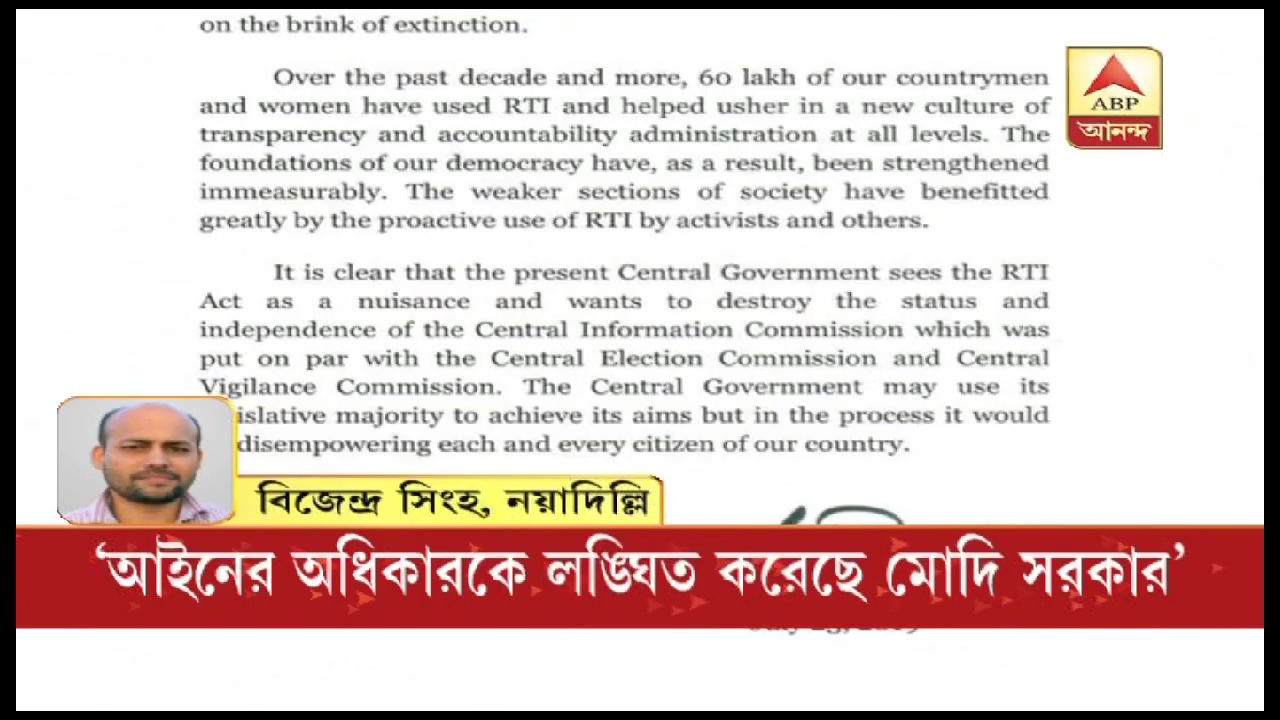 on the brink of extinction.
Over the past decade and more, 60 lakh of our countrymen
and women have used RTI and helped usher in a new culture of
transparency and accountability administration at all levels. The
foundations of our democracy have, as a result, been strengthened
immeasurably. The weaker sections of society have benefitted
greatly by the proactive use of RTI by activists and others.
It is clear that the present Central Government sees the RTI
Act as a nuisance and wants to destroy the status and
independence of the Central Information Commission which was
put on par with the Central Election Commission and Central
Vigilance Commission. The Central Government may use its
islative majority to achieve its aims but in the process it would
disempowering each and every citizen of our country.
ABP
আনন্দ
বিজেন্দ্র সিংহ, নয়াদিল্লি
‘আইনের অধিকারকে লঙ্ঘিত করেছে মোদি সরকার’